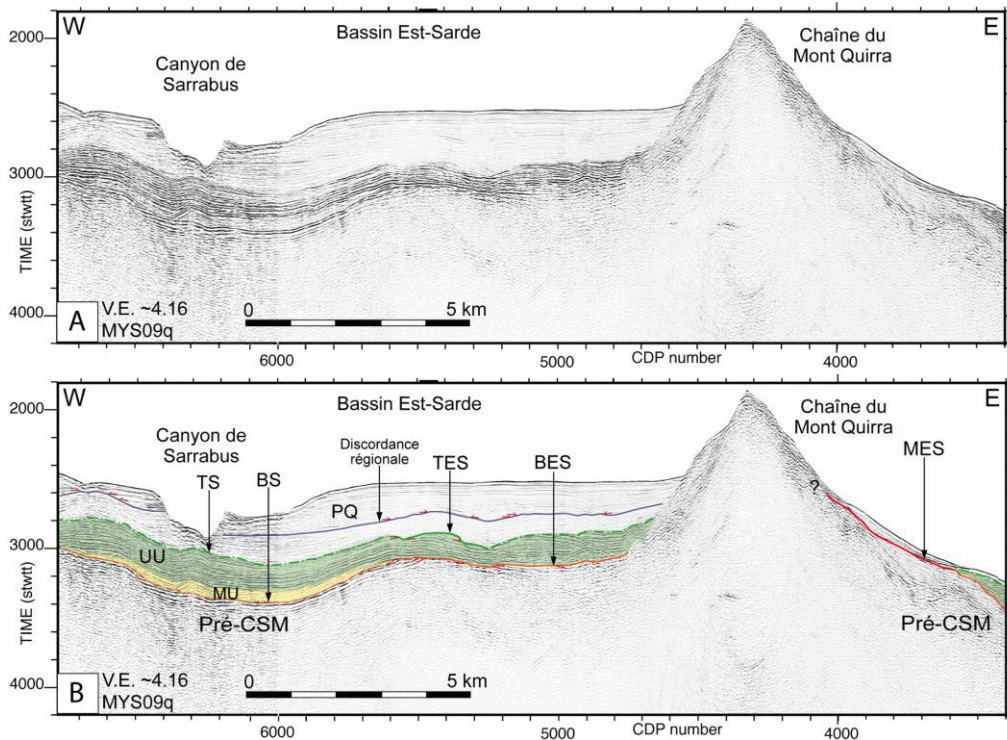 W
Bassin Est-Sarde
E
2000
Canyon de
Sarrabus
Chaîne du
Mont Quirra
3000
TIME (stwtt)
4000
A
V.E. ~4.16
MYS09q
0
5 km
6000
5000
CDP number
4000
W
Bassin Est-Sarde
E
2000
Canyon de
Sarrabus
Chaîne du
Mont Quirra
TS
BS
Discordance
régionale
TES
BES
MES
?
PQ
3000
UU
MU
Pré-CSM
Pré-CSM
TIME (stwtt)
4000
B
V.E. ~4.16
MYS09q
0
5 km
6000
5000
CDP number
4000